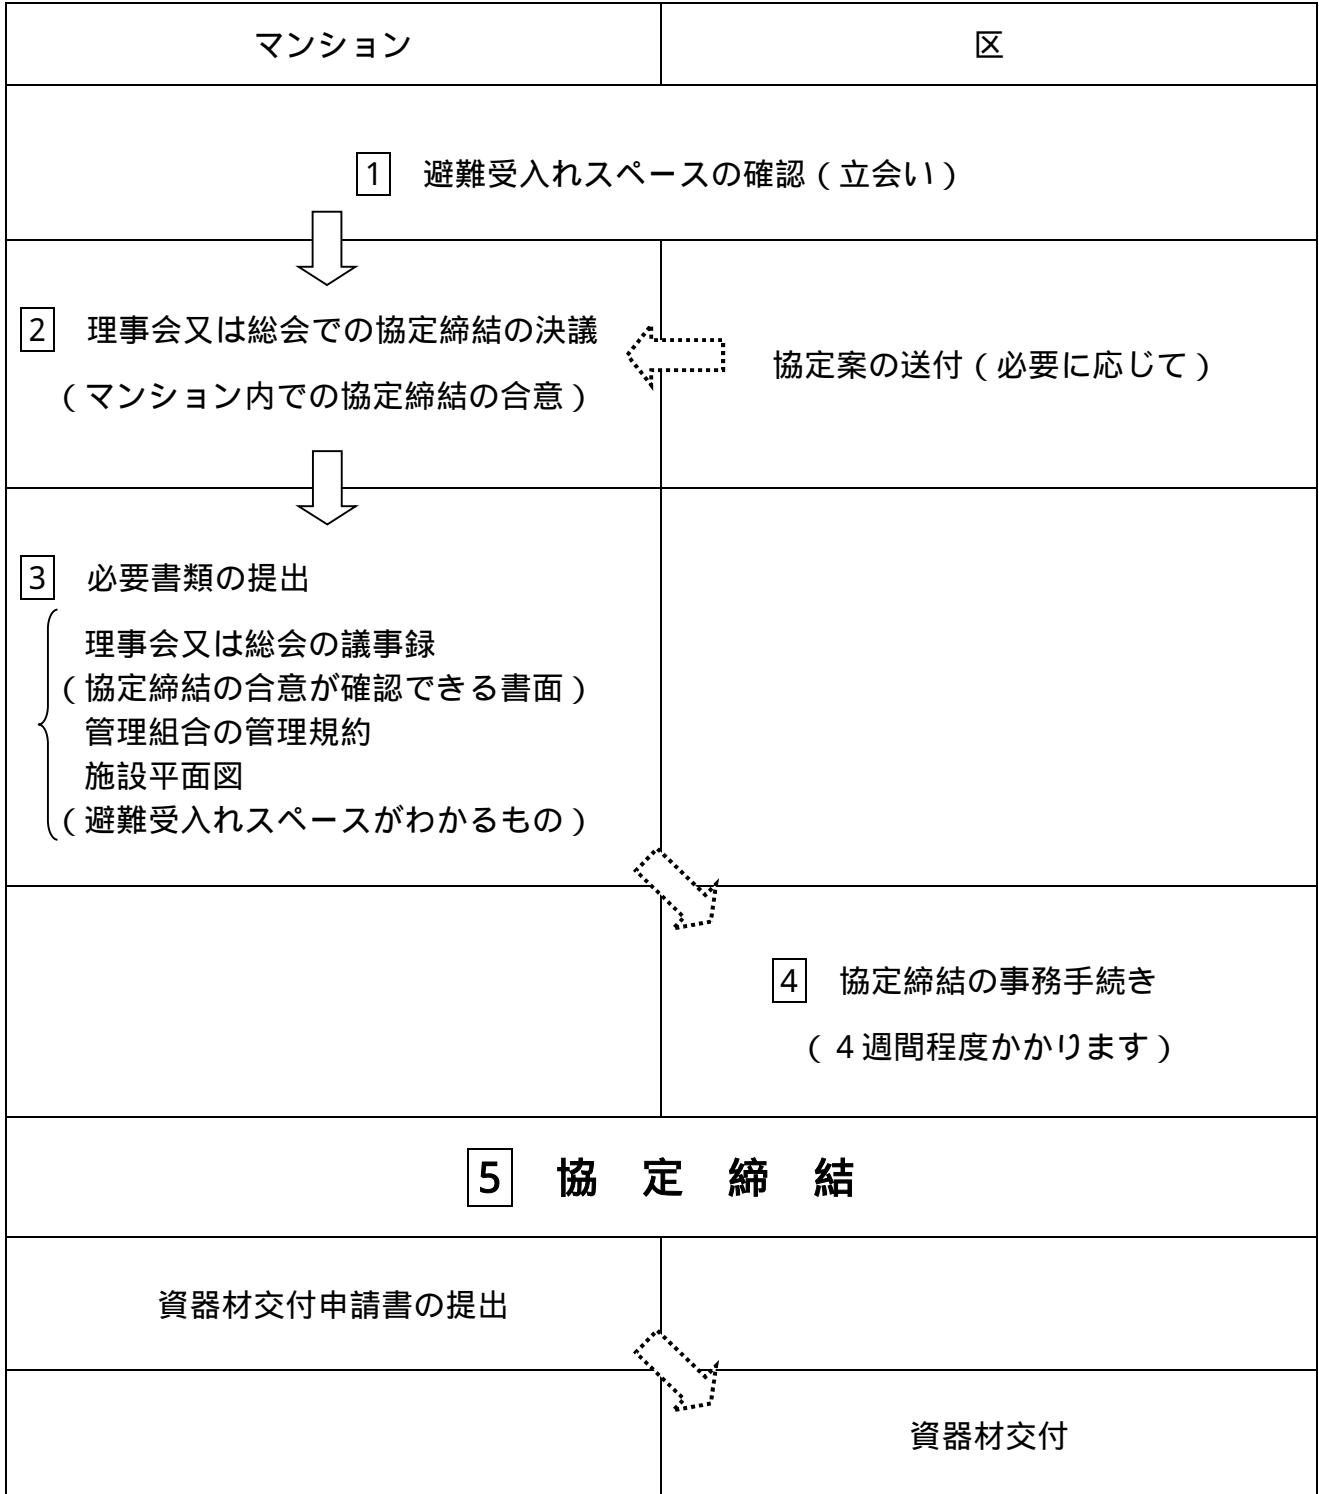 マンション
区
1 避難受入れスペースの確認（立会い）
2 理事会又は総会での協定締結の決議
（マンション内での協定締結の合意）
協定案の送付（必要に応じて）
3 必要書類の提出
理事会又は総会の議事録
（協定締結の合意が確認できる書面）
管理組合の管理規約
施設平面図
（避難受入れスペースがわかるもの）
4 協定締結の事務手続き
（４週間程度かかります）
5 協 定 締 結
資器材交付申請書の提出
資器材交付